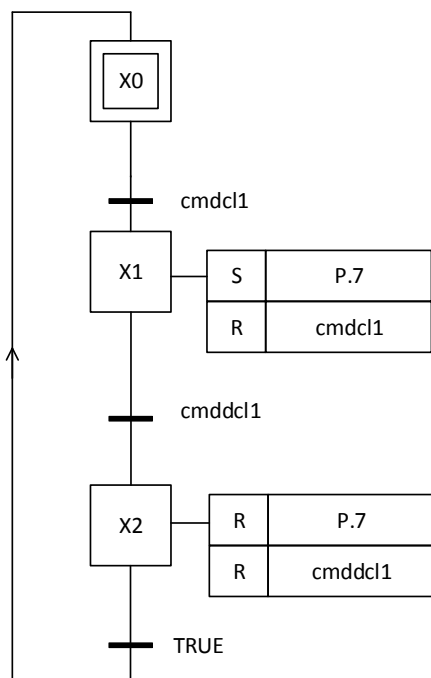 X0
cmdcl1
X1
S P.7
R cmdcl1
cmddcl1
X2
R P.7
R cmddcl1
TRUE